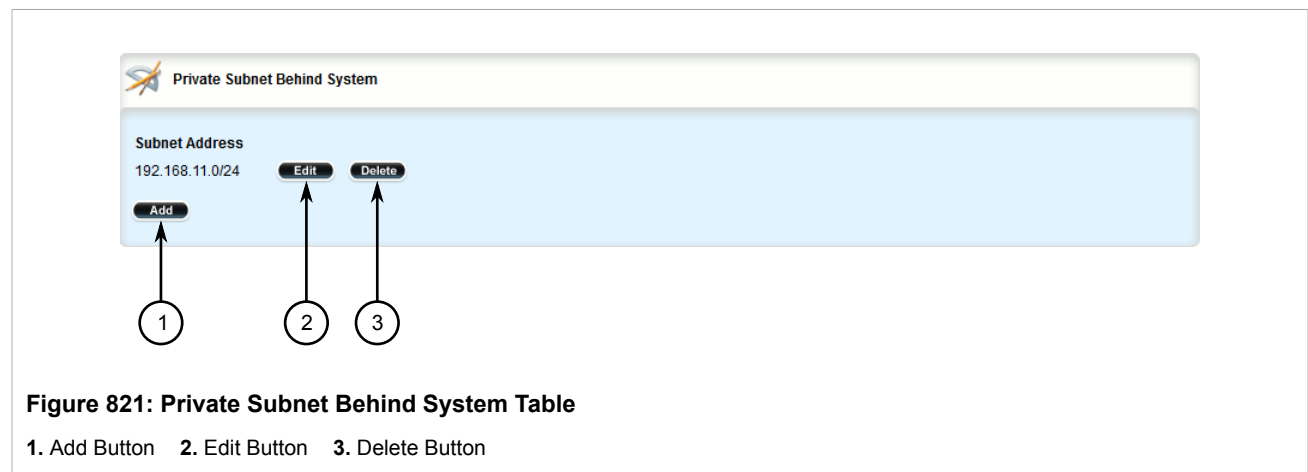 Private Subnet Behind System
Subnet Address
192.168.11.0/24 Edit Delete
Add
1 2 3
Figure 821: Private Subnet Behind System Table
1. Add Button 2. Edit Button 3. Delete Button